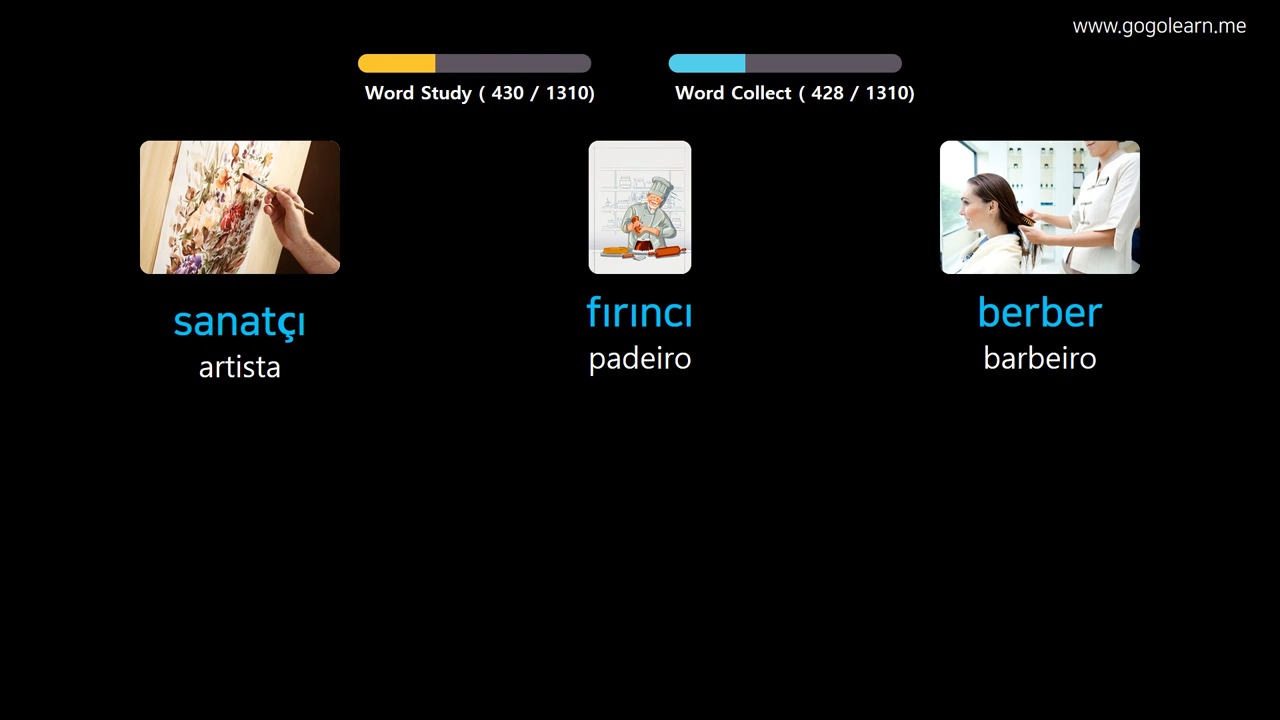 www.gogolearn.me
Word Study ( 430 / 1310)
Word Collect ( 428 / 1310)
sanatçı
artista
fırıncı
padeiro
berber
barbeiro